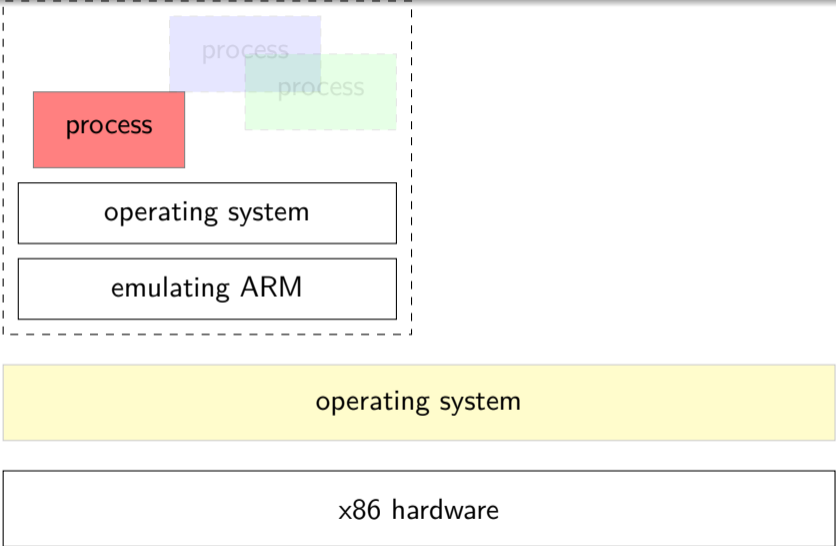 process
process
process
operating system
emulating ARM
operating system
x86 hardware